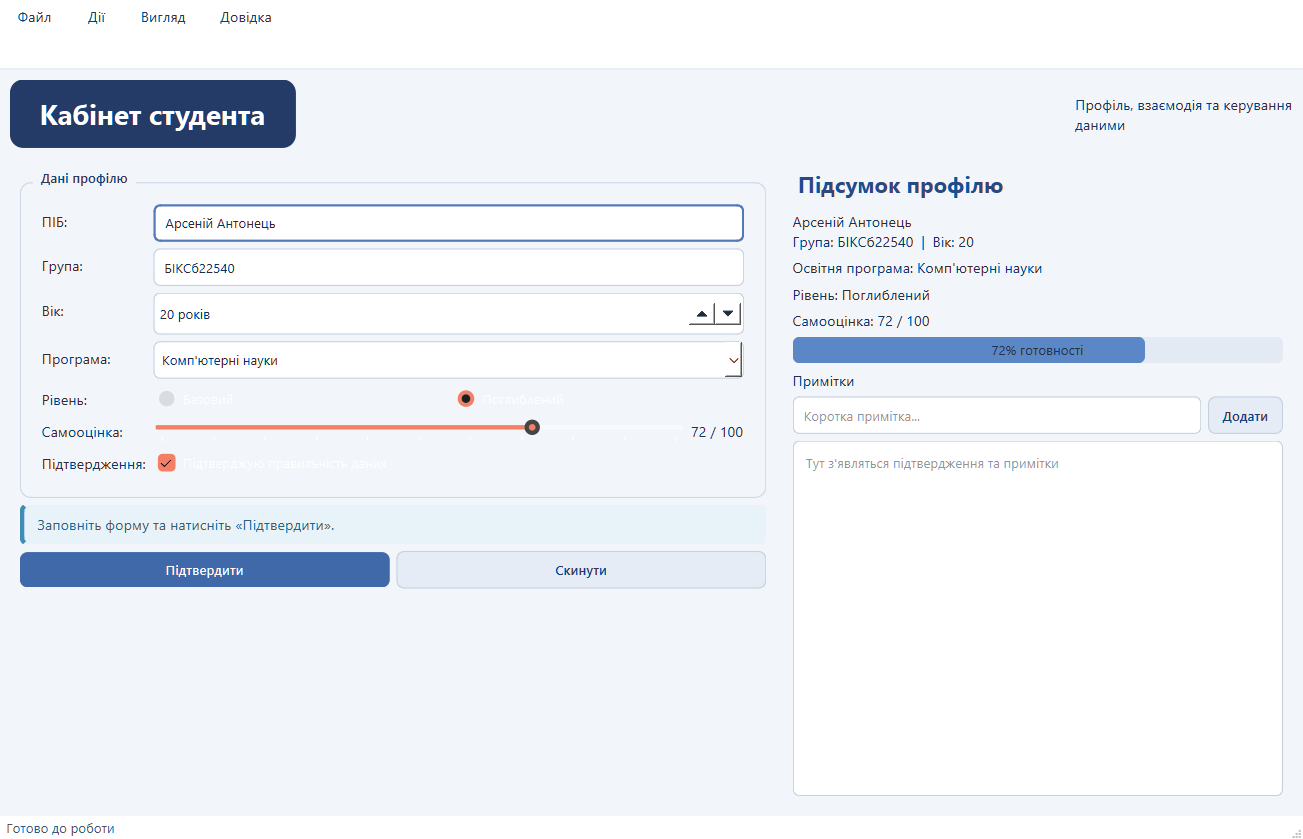 Файл Дії Вигляд Довідка
Кабінет студента
Профіль, взаємодія та керування
даними
Дані профілю
ПІБ: Арсеній Антонець
Група: БІКСб22540
Вік: 20 років
Програма: Комп'ютерні науки
Рівень: Базовий Поглиблений
Самооцінка: 72 / 100
Підтвердження: Підтверджую правильність даних
Заповніть форму та натисніть «Підтвердити».
Підтвердити Скинути
Підсумок профілю
Арсеній Антонець
Група: БІКСб22540 | Вік: 20
Освітня програма: Комп'ютерні науки
Рівень: Поглиблений
Самооцінка: 72 / 100
72% готовності
Примітки
Коротка примітка... Додати
Тут з'являться підтвердження та примітки
Готово до роботи